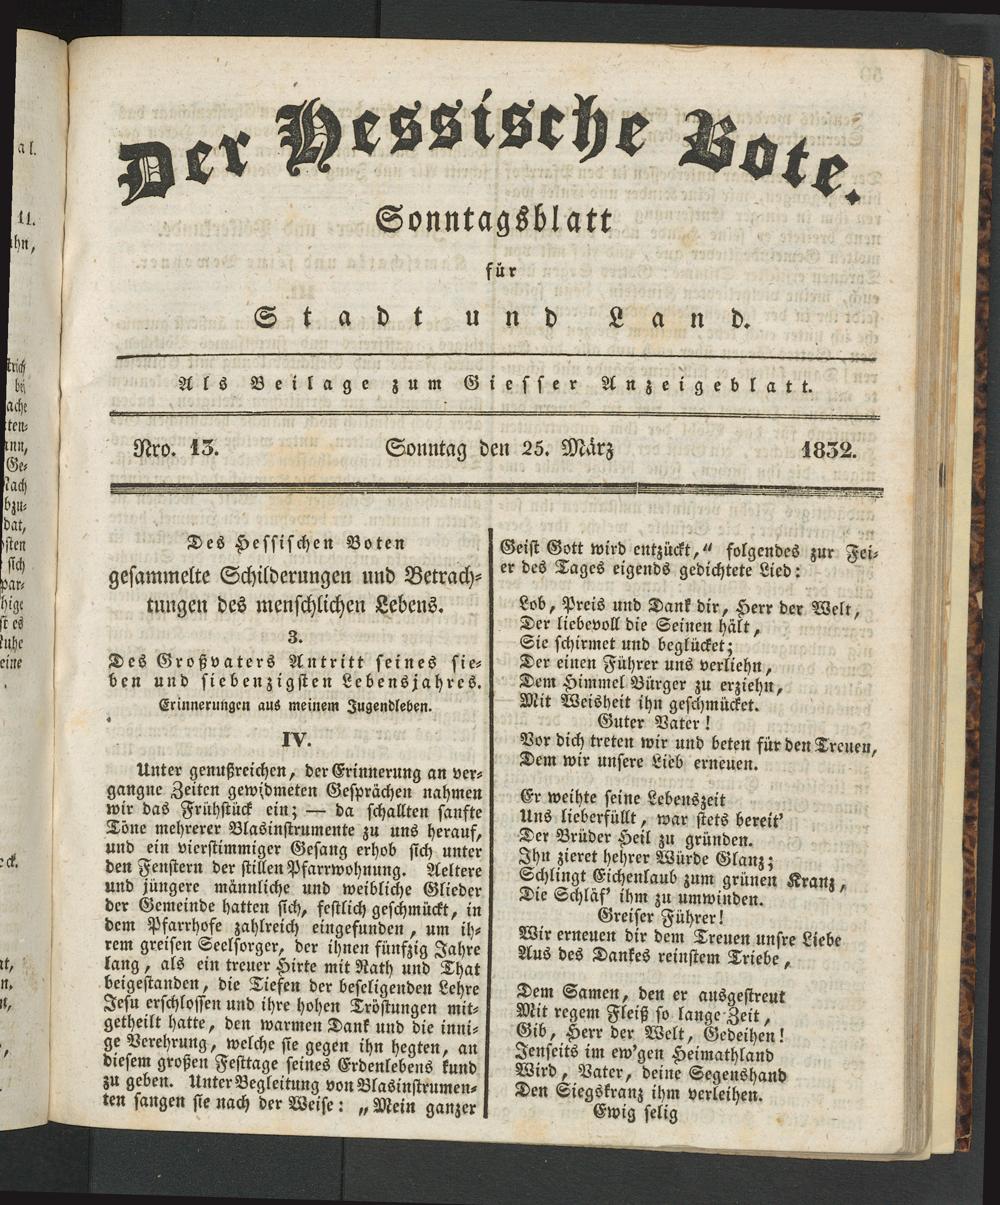 Der Hessische Bote.
Sonntagsblatt
für
Stadt und Land.
Als Beilage zum Giesser Anzeigeblatt.
Nro. 13. Sonntag den 25. März 1832.
Des Hessischen Boten
gesammelte Schilderungen und Betrach-
tungen des menschlichen Lebens.
3.
Des Großvaters Antritt seines sie-
ben und siebenzigsten Lebensjahres.
Erinnerungen aus meinem Jugendleben.
IV.
Unter genußreichen, der Erinnerung an ver-
gangne Zeiten gewidmeten Gesprächen nahmen
wir das Frühstück ein; — da schallten sanfte
Töne mehrerer Blasinstrumente zu uns herauf,
und ein vierstimmiger Gesang erhob sich unter
den Fenstern der stillen Pfarrwohnung. Aeltere
und jüngere männliche und weibliche Glieder
der Gemeinde hatten sich, festlich geschmückt, in
dem Pfarrhofe zahlreich eingefunden, um ih-
rem greisen Seelsorger, der ihnen fünfzig Jahre
lang, als ein treuer Hirte mit Rath und That
beigestanden, die Tiefen der beseligenden Lehre
Jesu erschlossen und ihre hohen Tröstungen mit-
getheilt hatte, den warmen Dank und die inni-
ge Verehrung, welche sie gegen ihn hegten, an
diesem großen Festtage seines Erdenlebens kund
zu geben. Unter Begleitung von Blasinstrumen-
ten sangen sie nach der Weise: „Mein ganzer
Geist Gott wird entzückt,“ folgendes zur Fei-
er des Tages eigends gedichtete Lied:
Lob, Preis und Dank dir, Herr der Welt,
Der liebevoll die Seinen hält,
Sie schirmet und beglücket;
Der einen Führer uns verliehn,
Dem Himmel Bürger zu erziehn,
Mit Weisheit ihn geschmücket.
Guter Vater!
Vor dich treten wir und beten für den Treuen,
Dem wir unsere Lieb erneuen.
Er weihte seine Lebenszeit
Uns lieberfüllt, war stets bereit'
Der Brüder Heil zu gründen.
Ihn zieret hehrer Würde Glanz;
Schlingt Eichenlaub zum grünen Kranz,
Die Schläf' ihm zu umwinden.
Greiser Führer!
Wir erneuen dir dem Treuen unsre Liebe
Aus des Dankes reinstem Triebe,
Dem Samen, den er ausgestreut
Mit regem Fleiß so lange Zeit,
Gib, Herr der Welt, Gedeihen!
Jenseits im ew'gen Heimathland
Wird, Vater, deine Segenshand
Den Siegskranz ihm verleihen.
Ewig selig